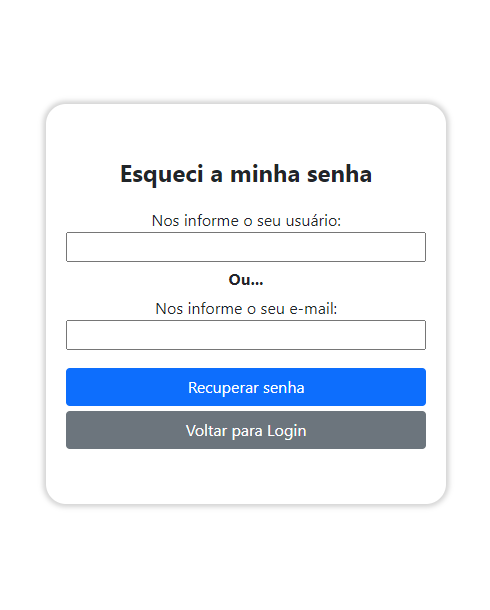 Esqueci a minha senha
Nos informe o seu usuário:
Ou...
Nos informe o seu e-mail:
Recuperar senha
Voltar para Login